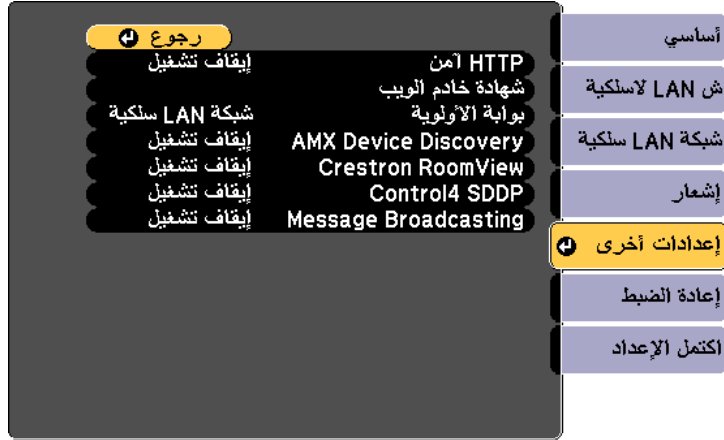 أساسي
ش LAN لاسلكية
شبكة LAN سلكية
إشعار
إعدادات أخرى
إعادة الضبط
اكتمل الإعداد
رجوع
HTTP آمن إيقاف تشغيل
شهادة خادم الويب
بوابة الأولوية شبكة LAN سلكية
AMX Device Discovery إيقاف تشغيل
Crestron RoomView إيقاف تشغيل
Control4 SDDP إيقاف تشغيل
Message Broadcasting إيقاف تشغيل